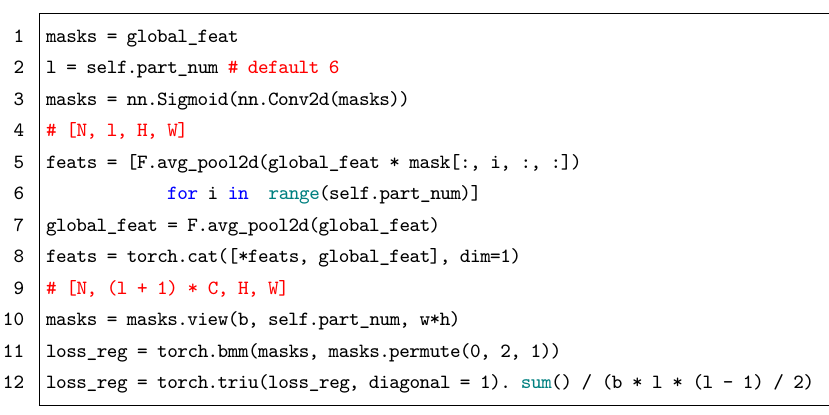 1 masks = global_feat
2 l = self.part_num # default 6
3 masks = nn.Sigmoid(nn.Conv2d(masks))
4 # [N, l, H, W]
5 feats = [F.avg_pool2d(global_feat * mask[:, i, :, :])
6 for i in range(self.part_num)]
7 global_feat = F.avg_pool2d(global_feat)
8 feats = torch.cat([*feats, global_feat], dim=1)
9 # [N, (l + 1) * C, H, W]
10 masks = masks.view(b, self.part_num, w*h)
11 loss_reg = torch.bmm(masks, masks.permute(0, 2, 1))
12 loss_reg = torch.triu(loss_reg, diagonal = 1). sum() / (b * l * (l - 1) / 2)